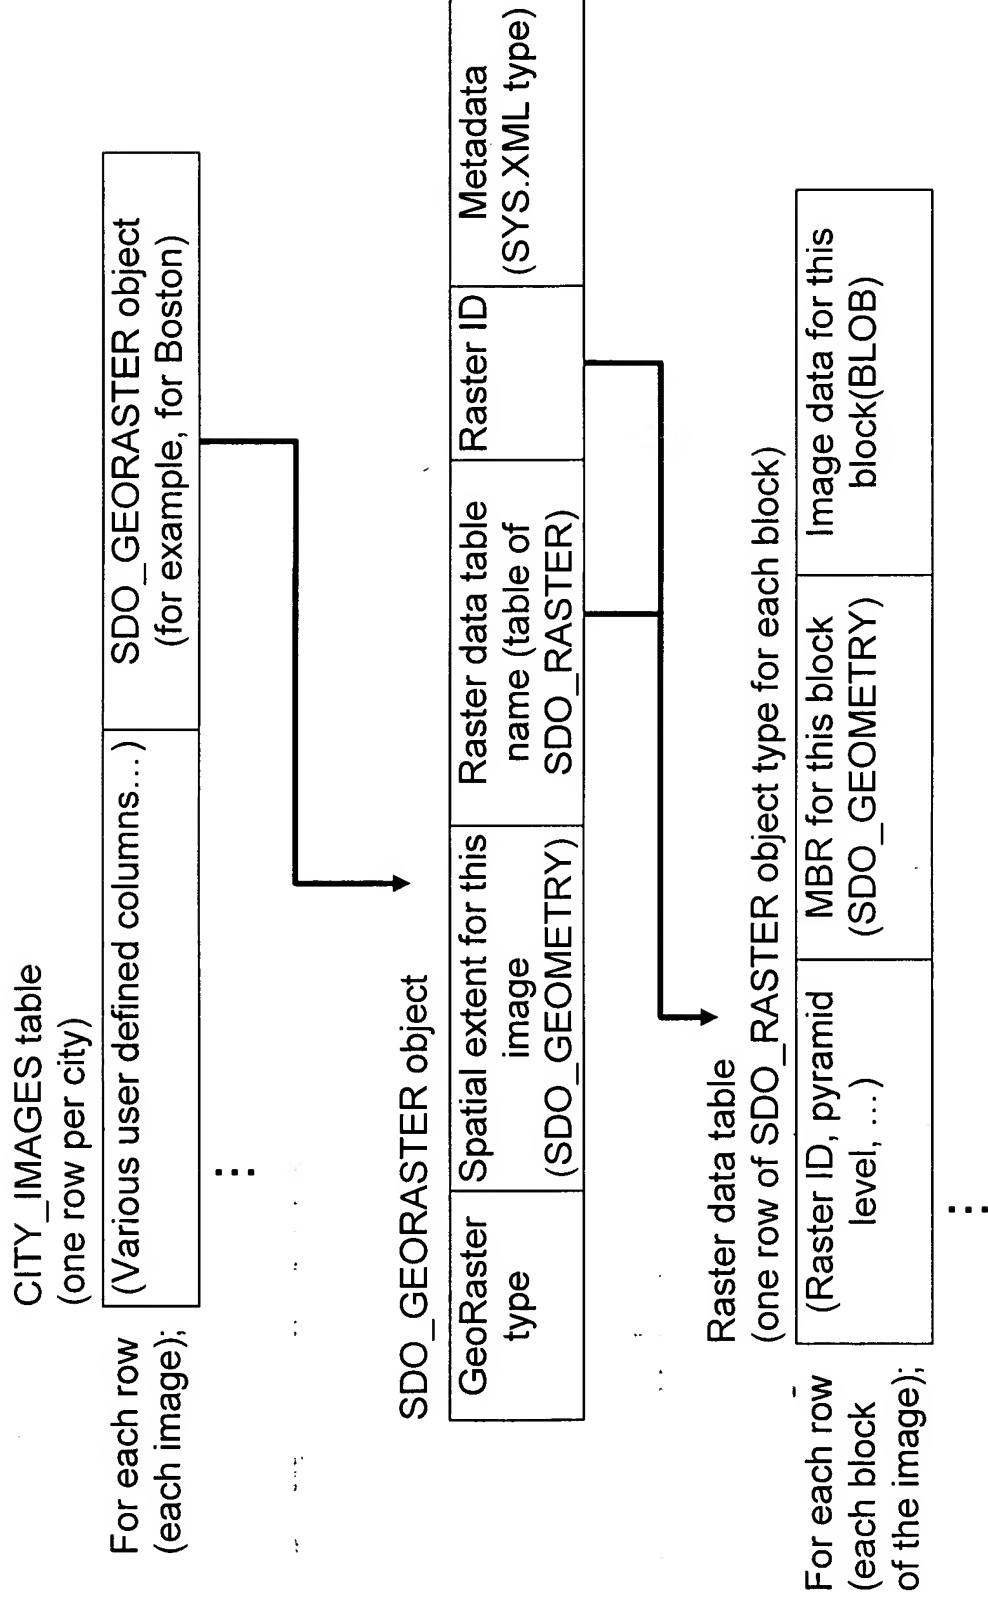 CITY_IMAGES table
(one row per city)
For each row
(each image);
(Various user defined columns...)
SDO_GEORASTER object
(for example, for Boston)
...
SDO_GEORASTER object
GeoRaster
type
Spatial extent for this
image
(SDO_GEOMETRY)
Raster data table
name (table of
SDO_RASTER)
Raster ID
Metadata
(SYS.XML type)
Raster data table
(one row of SDO_RASTER object type for each block)
For each row
(each block
of the image);
(Raster ID, pyramid
level, ...)
MBR for this block
(SDO_GEOMETRY)
Image data for this
block(BLOB)
...